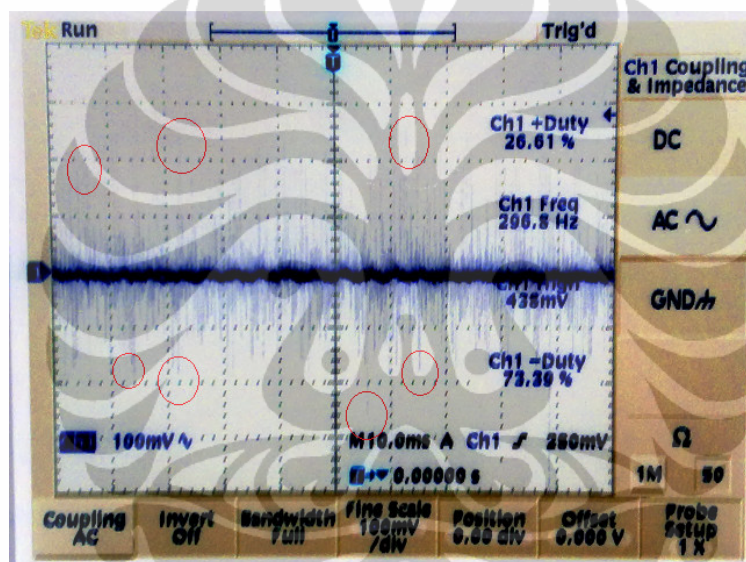 Tek Run
Trig'd
Ch1 Coupling
& Impedance
Ch1 +Duty
26.61 %
DC
Ch1 Freq
296.8 Hz
AC
Ch1 High
435mV
GND
Ch1 -Duty
73.39 %
100mV
M10.0ms A Ch1 250mV
Ω
0.00000 s
1M 50
Coupling
AC
Invert
Off
Bandwidth
Full
Fine Scale
100mV
/div
Position
0.00 div
Offset
0.000 V
Probe
Setup
1 X